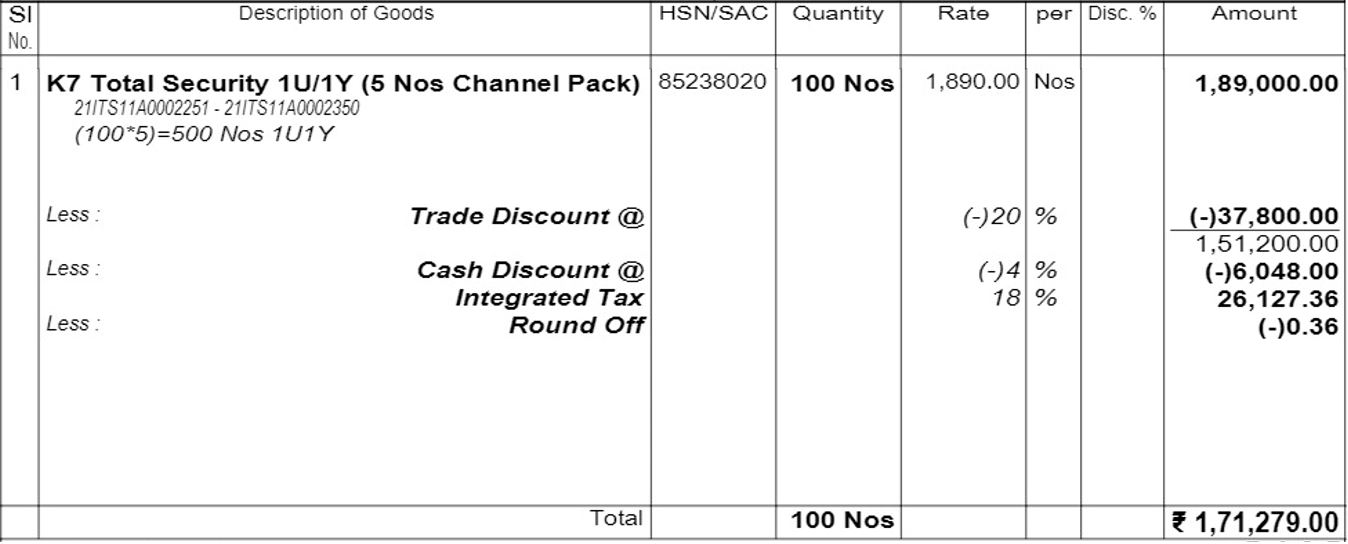 SI No. Description of Goods HSN/SAC Quantity Rate per Disc. % Amount
1 K7 Total Security 1U/1Y (5 Nos Channel Pack) 85238020 100 Nos 1,890.00 Nos 1,89,000.00
21ITS11A0002251 - 21ITS11A0002350
(100*5)=500 Nos 1U1Y
Less : Trade Discount @ (-)20 % (-)37,800.00
1,51,200.00
Less : Cash Discount @ (-)4 % (-)6,048.00
Integrated Tax 18 % 26,127.36
Less : Round Off (-)0.36
Total 100 Nos ₹ 1,71,279.00